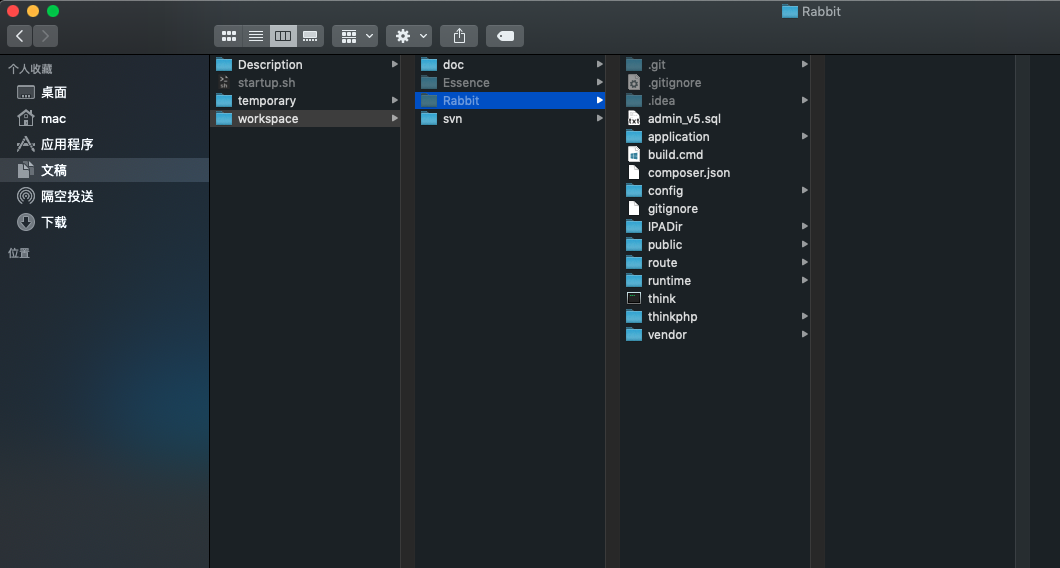 Rabbit
个人收藏
桌面
mac
应用程序
文稿
隔空投送
下载
位置
Description
startup.sh
temporary
workspace
doc
Essence
Rabbit
svn
.git
.gitignore
.idea
admin_v5.sql
application
build.cmd
composer.json
config
gitignore
IPADir
public
route
runtime
think
thinkphp
vendor